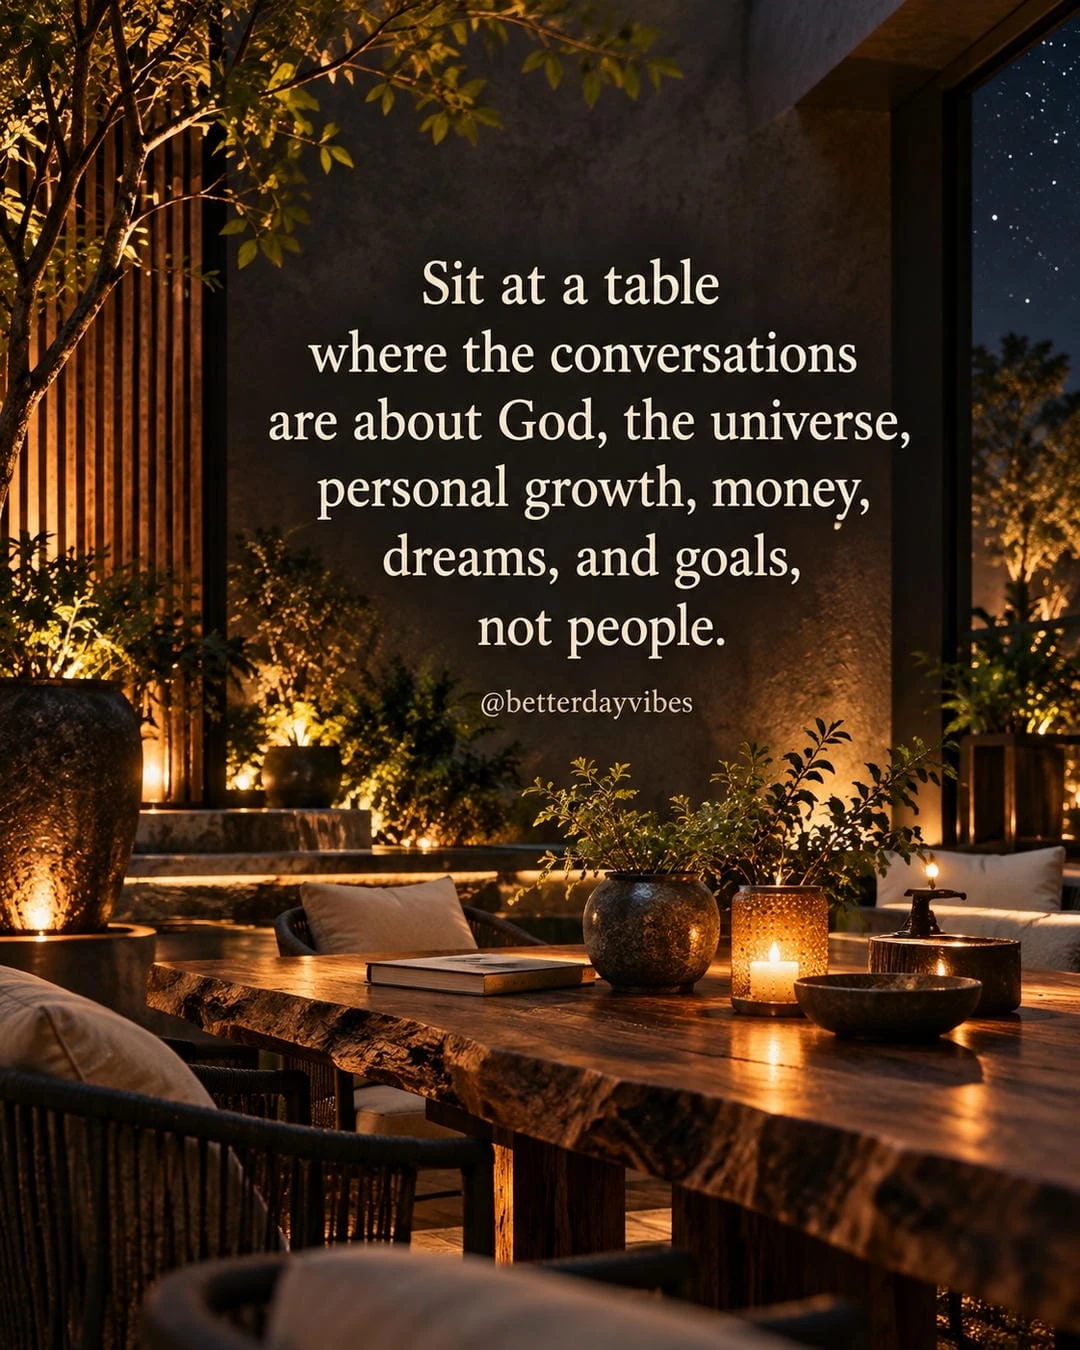 Sit at a table
where the conversations
are about God, the universe,
personal growth, money,
dreams, and goals,
not people.
@betterdayvibes